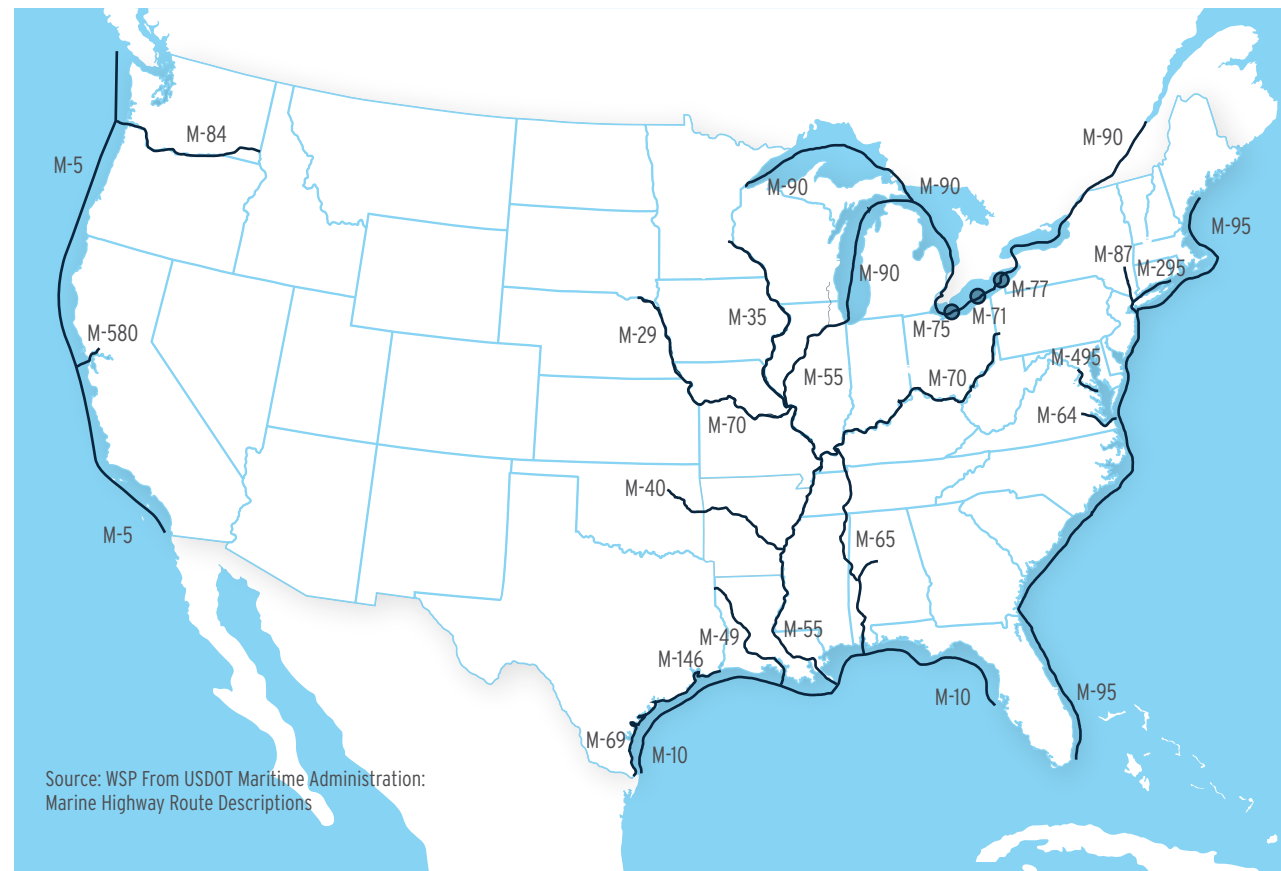 M-90
M-84
M-5
M-90
M-90
M-95
M-87
M-295
M-90
M-77
M-580
M-29
M-35
M-75
M-71
M-55
M-70
M-495
M-70
M-64
M-40
M-5
M-65
M-49
M-55
M-146
M-10
M-95
M-69
M-10
Source: WSP From USDOT Maritime Administration:
Marine Highway Route Descriptions